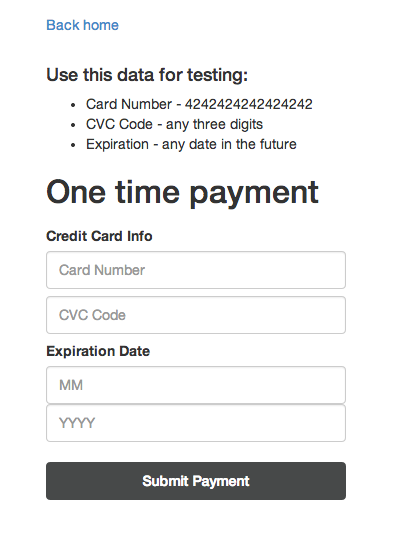 Back home
Use this data for testing:
• Card Number - 4242424242424242
• CVC Code - any three digits
• Expiration - any date in the future
One time payment
Credit Card Info
Card Number
CVC Code
Expiration Date
MM
YYYY
Submit Payment